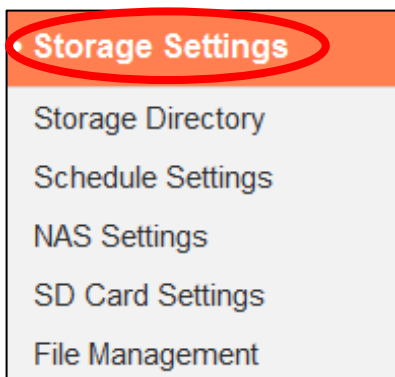 • Storage Settings
Storage Directory
Schedule Settings
NAS Settings
SD Card Settings
File Management